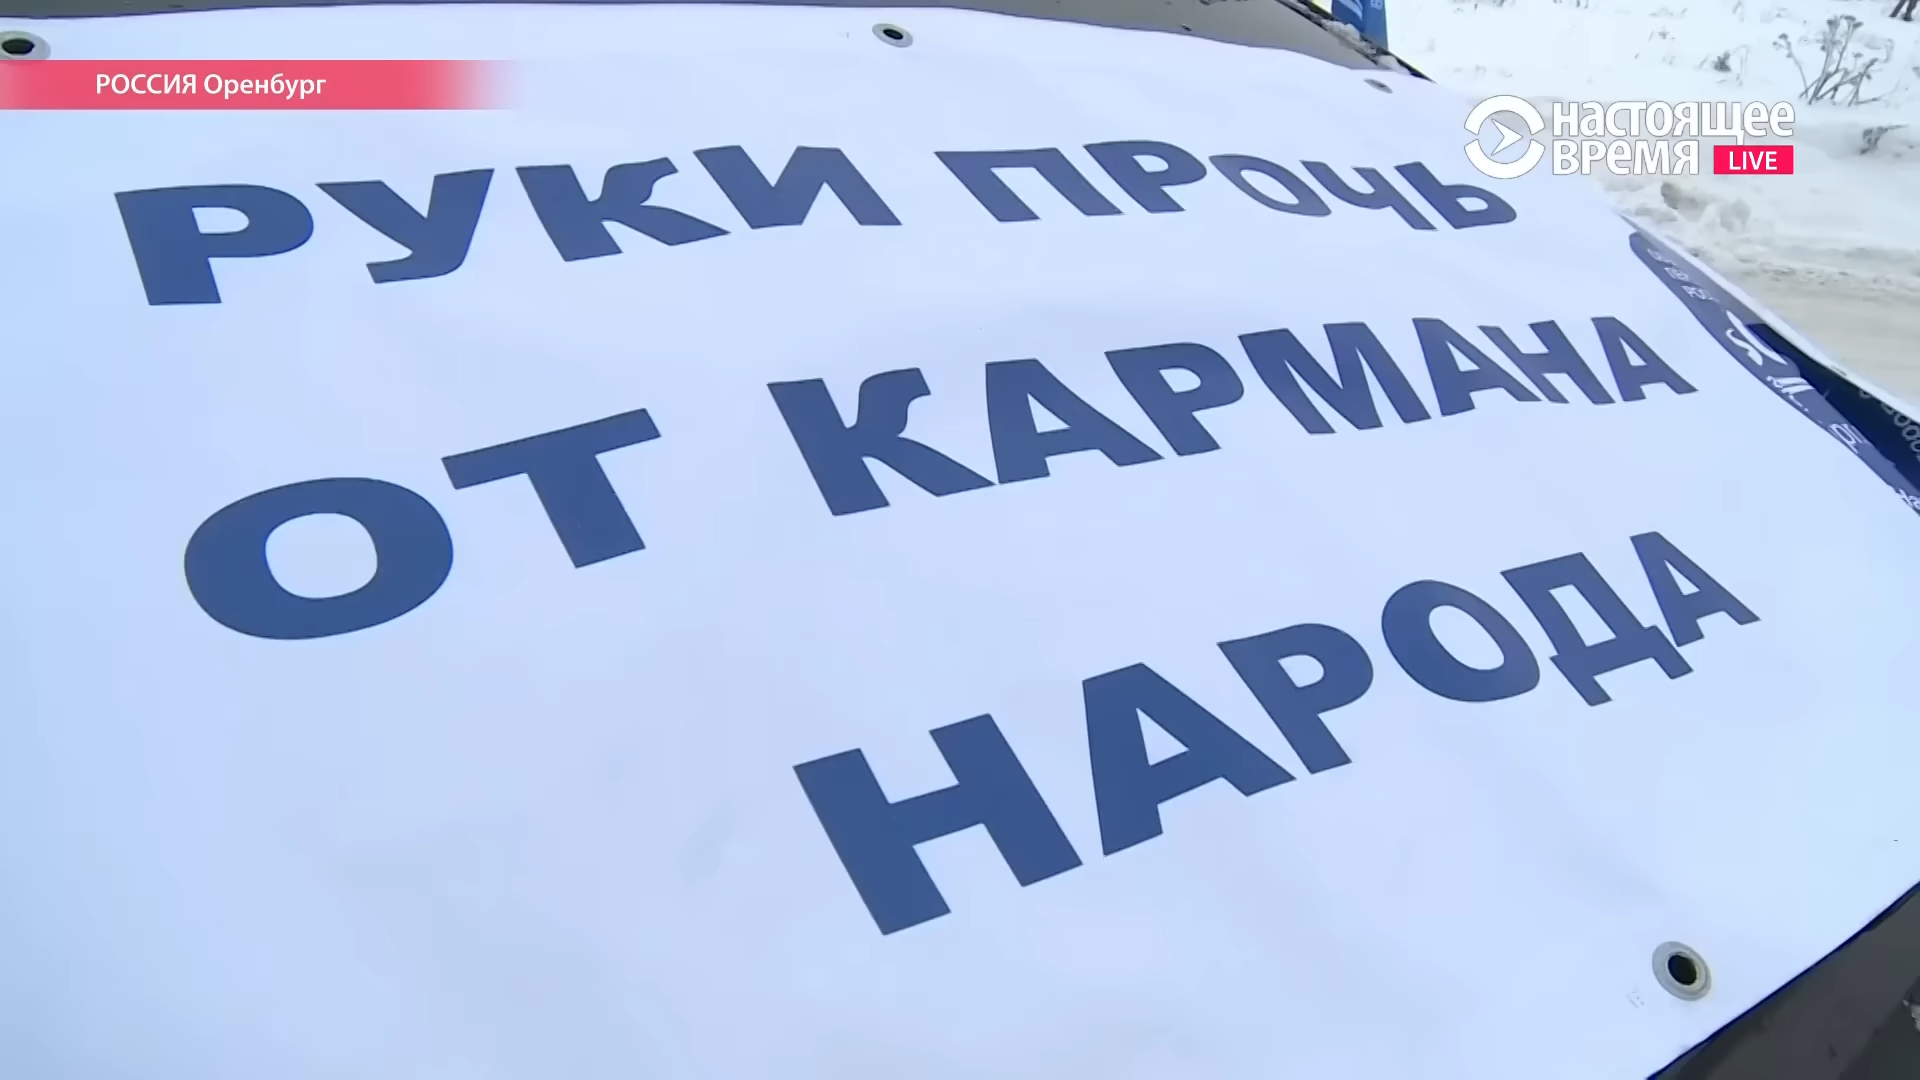 РОССИЯ Оренбург
НАСТОЯЩЕЕ
ВРЕМЯ LIVE
РУКИ ПРОЧЬ
ОТ КАРМАНА
НАРОДА